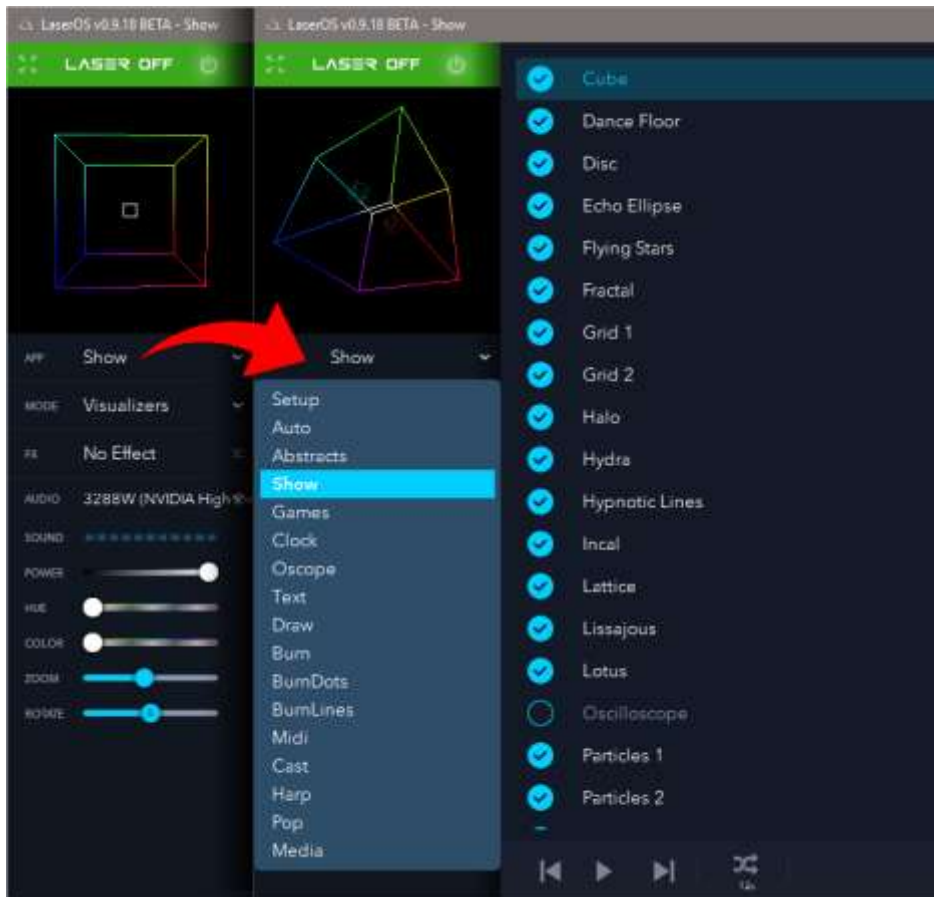 LaserOS v0.9.18 BETA - Show
LASER OFF
APP Show
MODE Visualizers
FX No Effect
AUDIO 3288W (NVIDIA High
SOUND
POWER
HUE
COLOR
ZOOM
ROTATE
LaserOS v0.9.18 BETA - Show
LASER OFF
Show
Setup
Auto
Abstracts
Show
Games
Clock
Oscope
Text
Draw
Burn
BurnDots
BurnLines
Midi
Cast
Harp
Pop
Media
Cube
Dance Floor
Disc
Echo Ellipse
Flying Stars
Fractal
Grid 1
Grid 2
Halo
Hydra
Hypnotic Lines
Incal
Lattice
Lissajous
Lotus
Oscilloscope
Particles 1
Particles 2